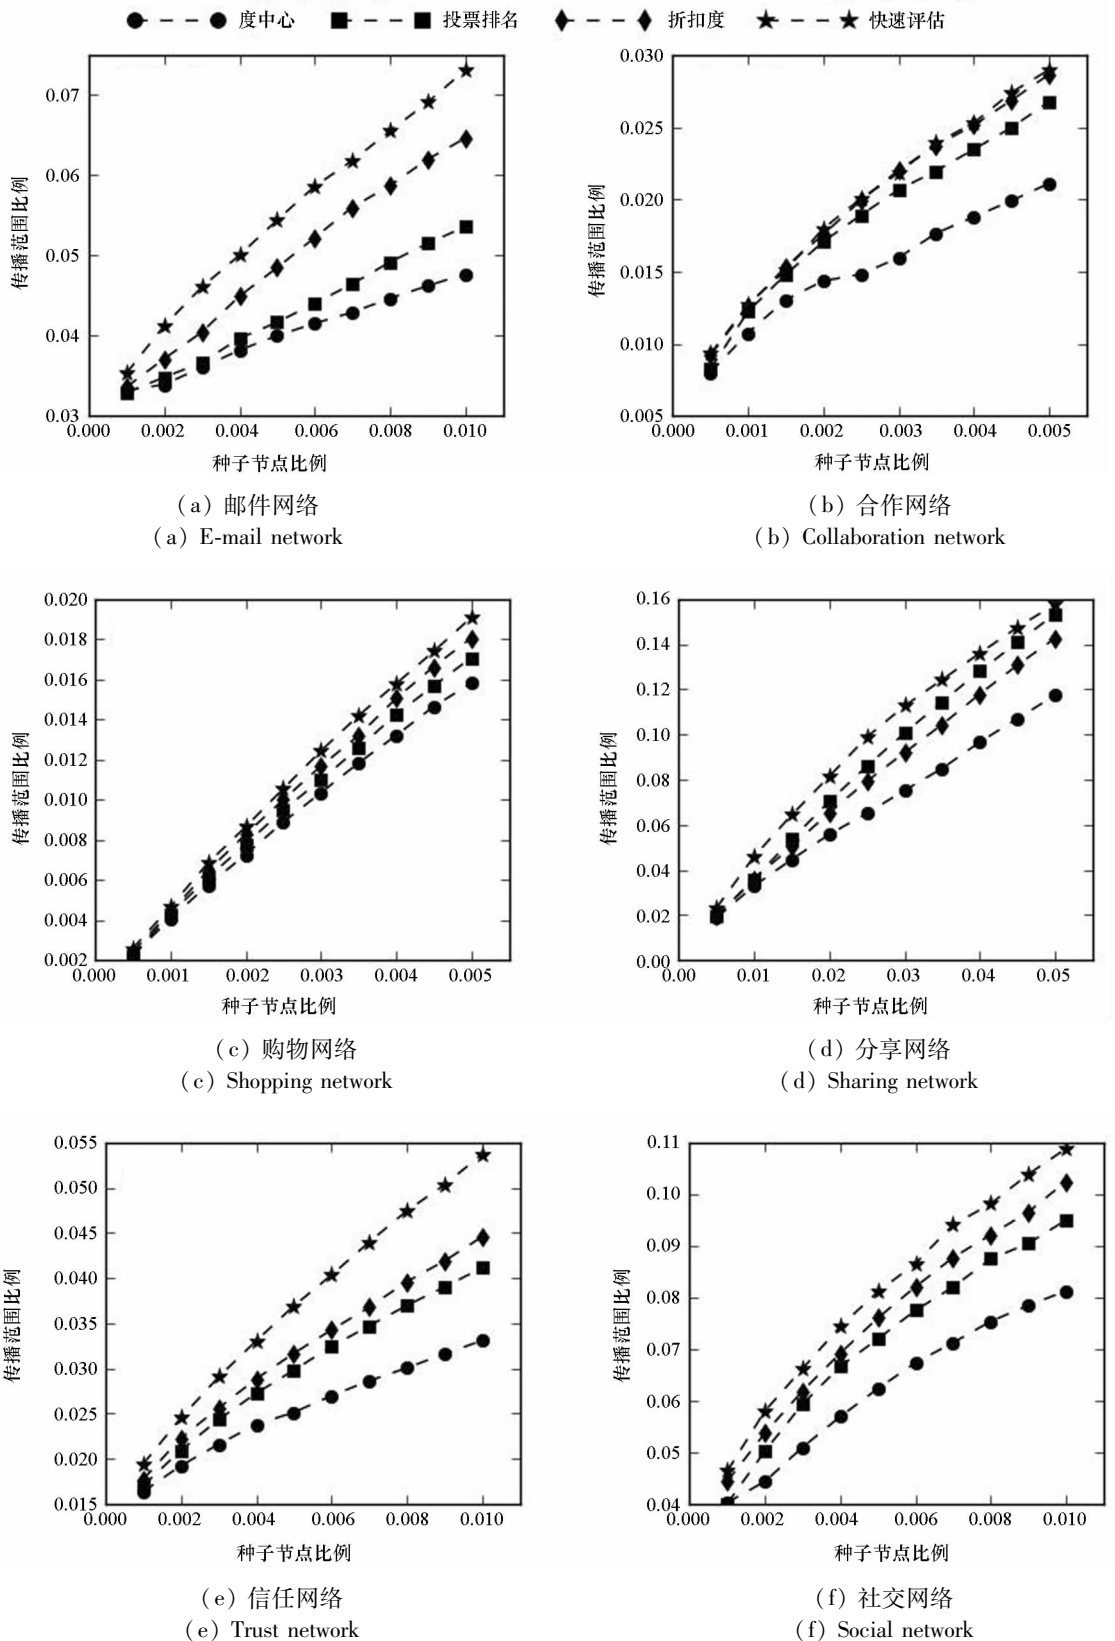 度中心 投票排名 折扣度 快速评估
0.07
0.06
0.05
0.04
0.03
传播范围比例
0.000 0.002 0.004 0.006 0.008 0.010
种子节点比例
(a) 邮件网络
(a) E-mail network
0.030
0.025
0.020
0.015
0.010
0.005
传播范围比例
0.000 0.001 0.002 0.003 0.004 0.005
种子节点比例
(b) 合作网络
(b) Collaboration network
0.020
0.018
0.016
0.014
0.012
0.010
0.008
0.006
0.004
0.002
传播范围比例
0.000 0.001 0.002 0.003 0.004 0.005
种子节点比例
(c) 购物网络
(c) Shopping network
0.16
0.14
0.12
0.10
0.08
0.06
0.04
0.02
0.00
传播范围比例
0.00 0.01 0.02 0.03 0.04 0.05
种子节点比例
(d) 分享网络
(d) Sharing network
0.055
0.050
0.045
0.040
0.035
0.030
0.025
0.020
0.015
传播范围比例
0.000 0.002 0.004 0.006 0.008 0.010
种子节点比例
(e) 信任网络
(e) Trust network
0.11
0.10
0.09
0.08
0.07
0.06
0.05
0.04
传播范围比例
0.000 0.002 0.004 0.006 0.008 0.010
种子节点比例
(f) 社交网络
(f) Social network